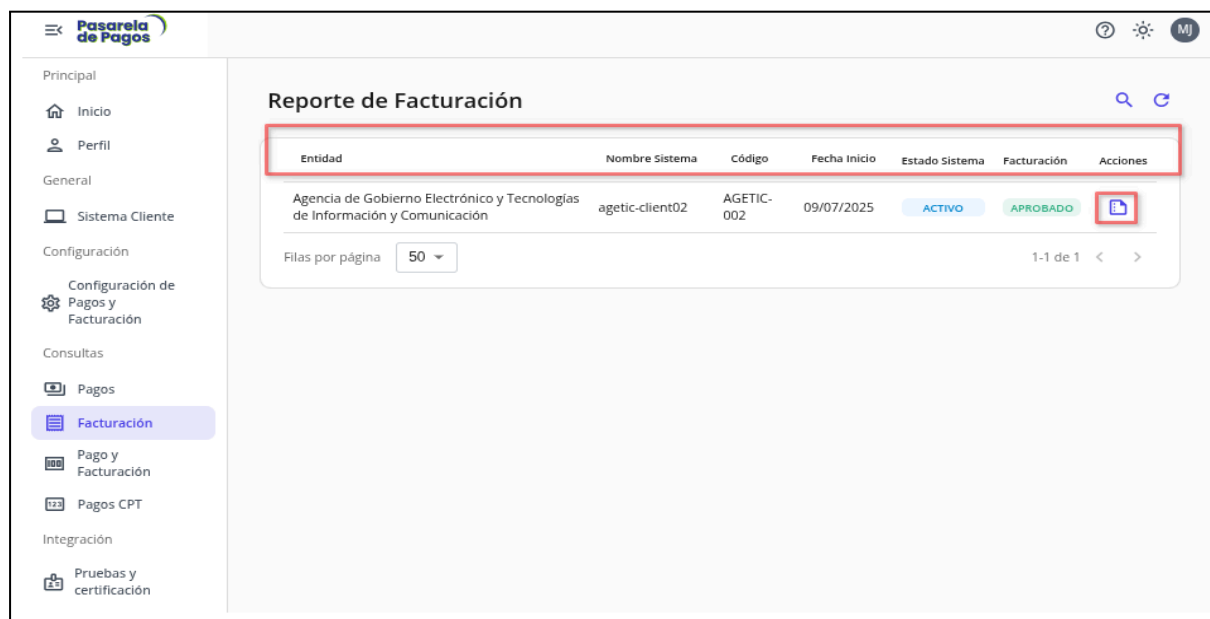 Pasarela
de Pagos
MJ
Principal
Inicio
Perfil
General
Sistema Cliente
Configuración
Configuración de
Pagos y
Facturación
Consultas
Pagos
Facturación
Pago y
Facturación
123
Pagos CPT
Integración
Pruebas y
certificación
Reporte de Facturación
Entidad Nombre Sistema Código Fecha Inicio Estado Sistema Facturación Acciones
Agencia de Gobierno Electrónico y Tecnologías
de Información y Comunicación
agetic-client02
AGETIC-
002
09/07/2025
ACTIVO
APROBADO
Filas por página 50
1-1 de 1